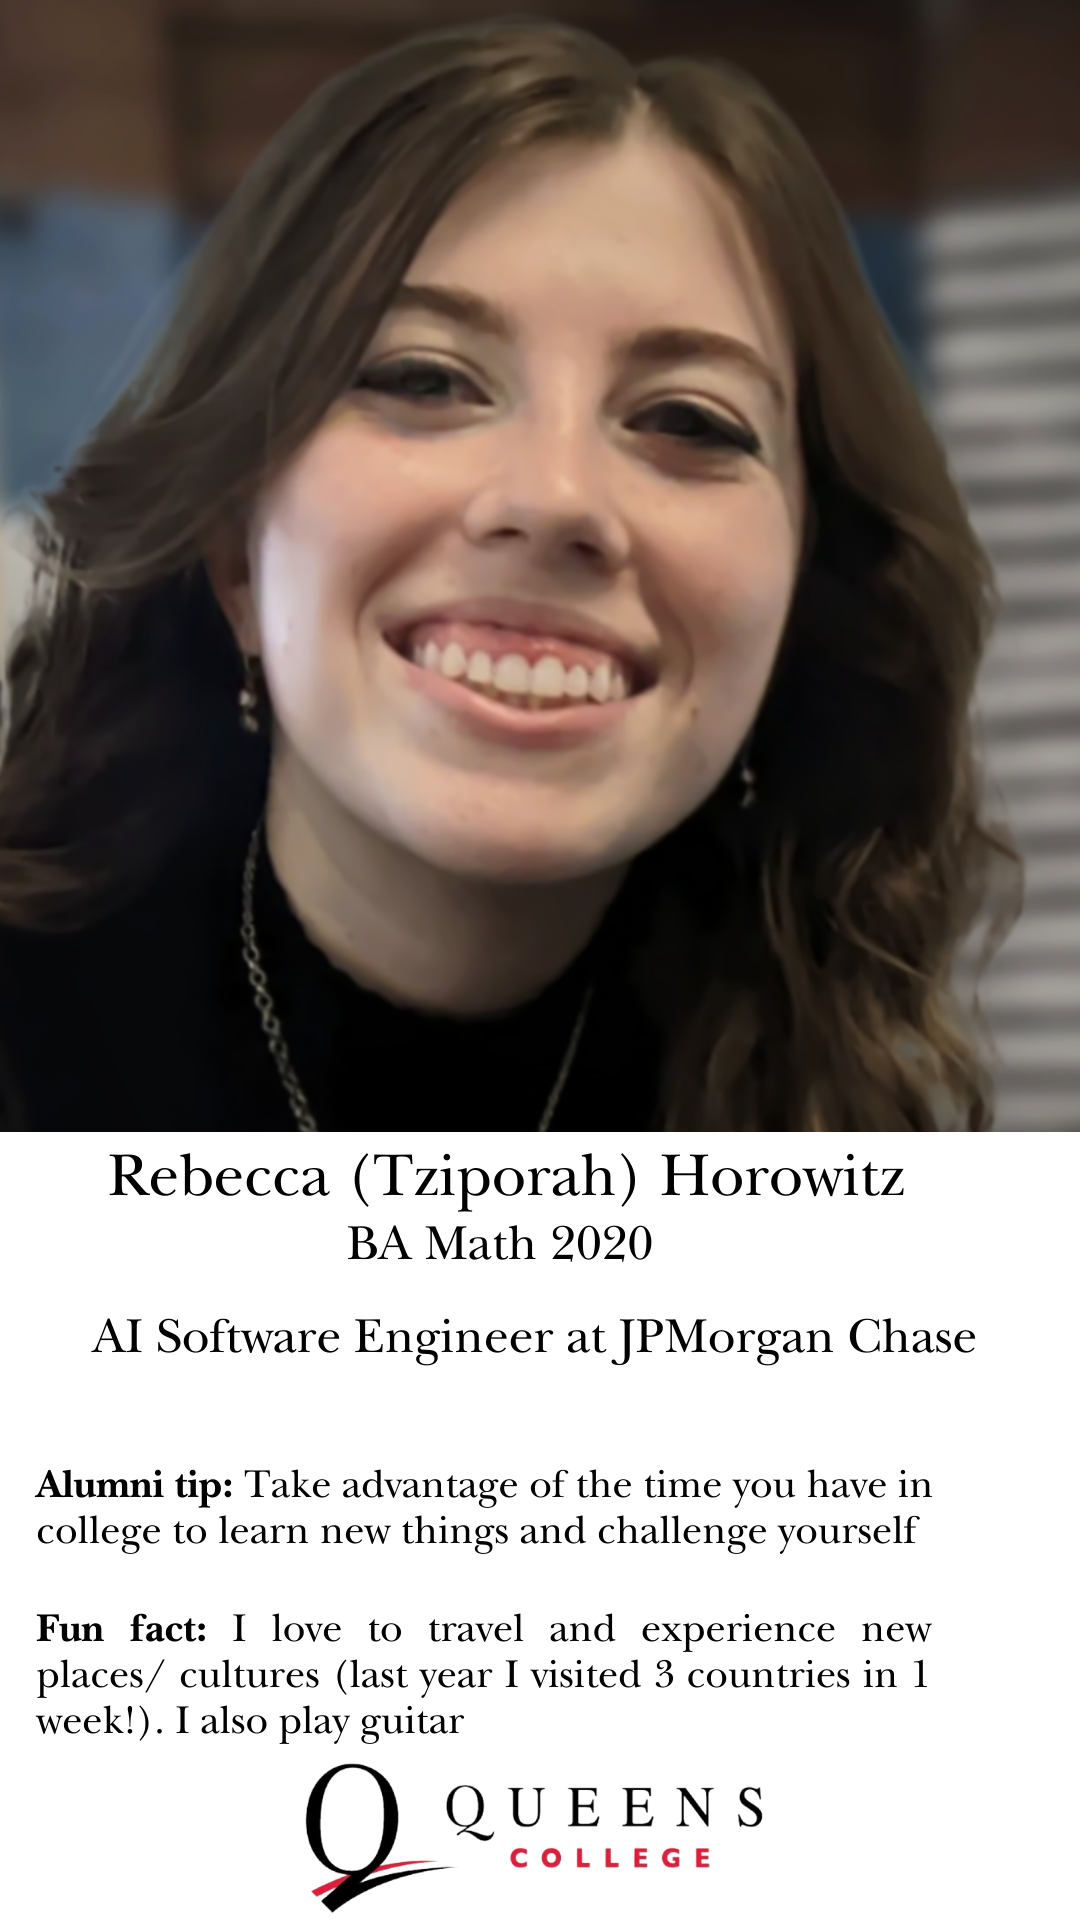 Rebecca (Tziporah) Horowitz
BA Math 2020
AI Software Engineer at JPMorgan Chase
Alumni tip: Take advantage of the time you have in
college to learn new things and challenge yourself
Fun fact: I love to travel and experience new
places/ cultures (last year I visited 3 countries in 1
week!). I also play guitar
Q QUEENS
COLLEGE